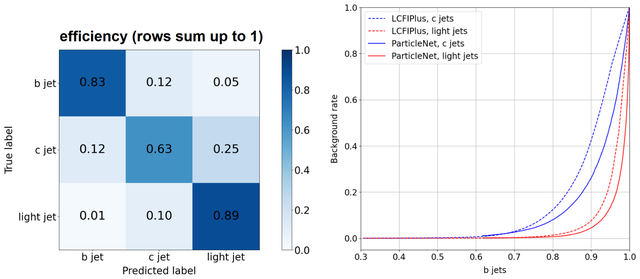 efficiency (rows sum up to 1)
True label
b jet
c jet
light jet
0.83 0.12 0.05
0.12 0.63 0.25
0.01 0.10 0.89
b jet c jet light jet
Predicted label
1.0
0.8
0.6
0.4
0.2
0.0
LCFIPlus, c jets
LCFIPlus, light jets
ParticleNet, c jets
ParticleNet, light jets
Background rate
1.0
0.8
0.6
0.4
0.2
0.0
0.3 0.4 0.5 0.6 0.7 0.8 0.9 1.0
b jets